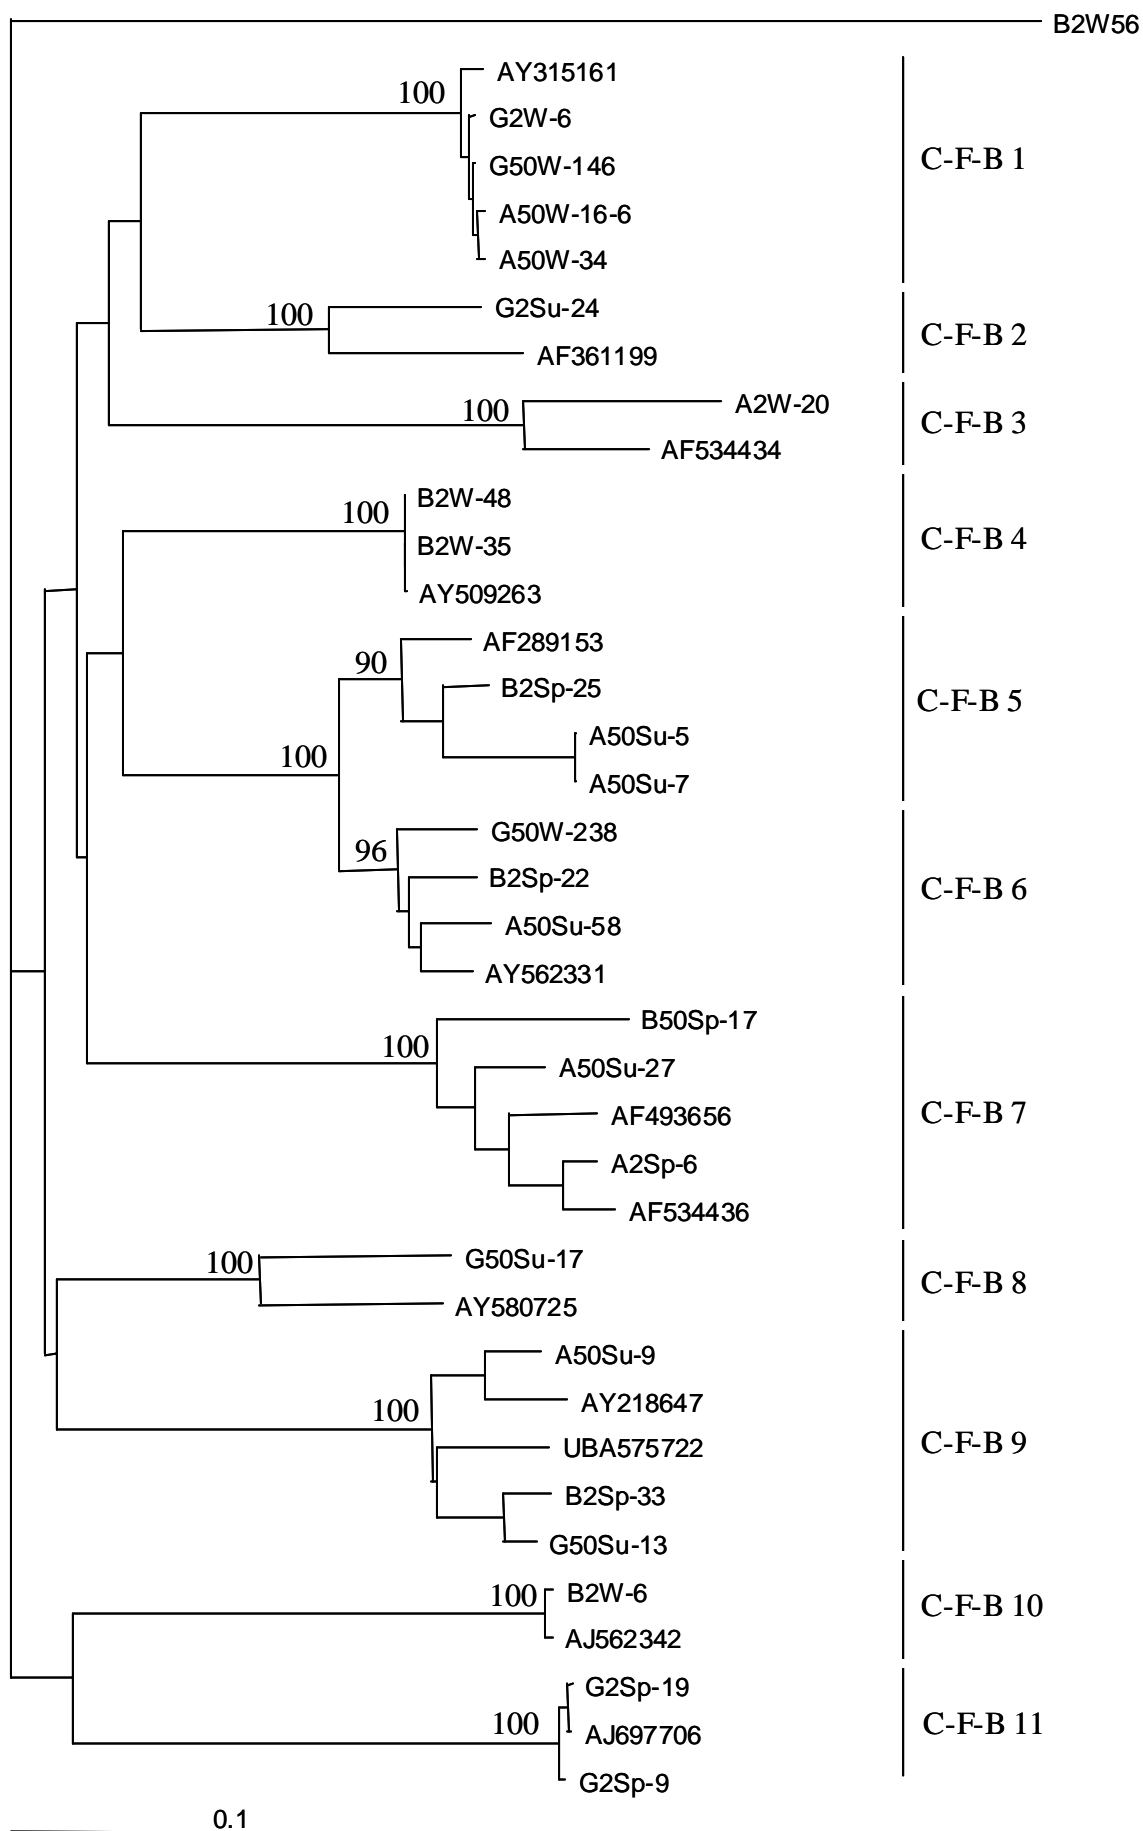 B2W56
AY315161
100
G2W-6
C-F-B 1
G50W-146
A50W-16-6
A50W-34
G2Su-24
100
C-F-B 2
AF361199
A2W-20
100
C-F-B 3
AF534434
B2W-48
100
C-F-B 4
B2W-35
AY509263
AF289153
90
B2Sp-25
C-F-B 5
A50Su-5
100
A50Su-7
G50W-238
96
B2Sp-22
C-F-B 6
A50Su-58
AY562331
B50Sp-17
100
A50Su-27
AF493656
C-F-B 7
A2Sp-6
AF534436
G50Su-17
100
C-F-B 8
AY580725
A50Su-9
AY218647
100
UBA575722
C-F-B 9
B2Sp-33
G50Su-13
B2W-6
100
C-F-B 10
AJ562342
G2Sp-19
100
C-F-B 11
AJ697706
G2Sp-9
0.1